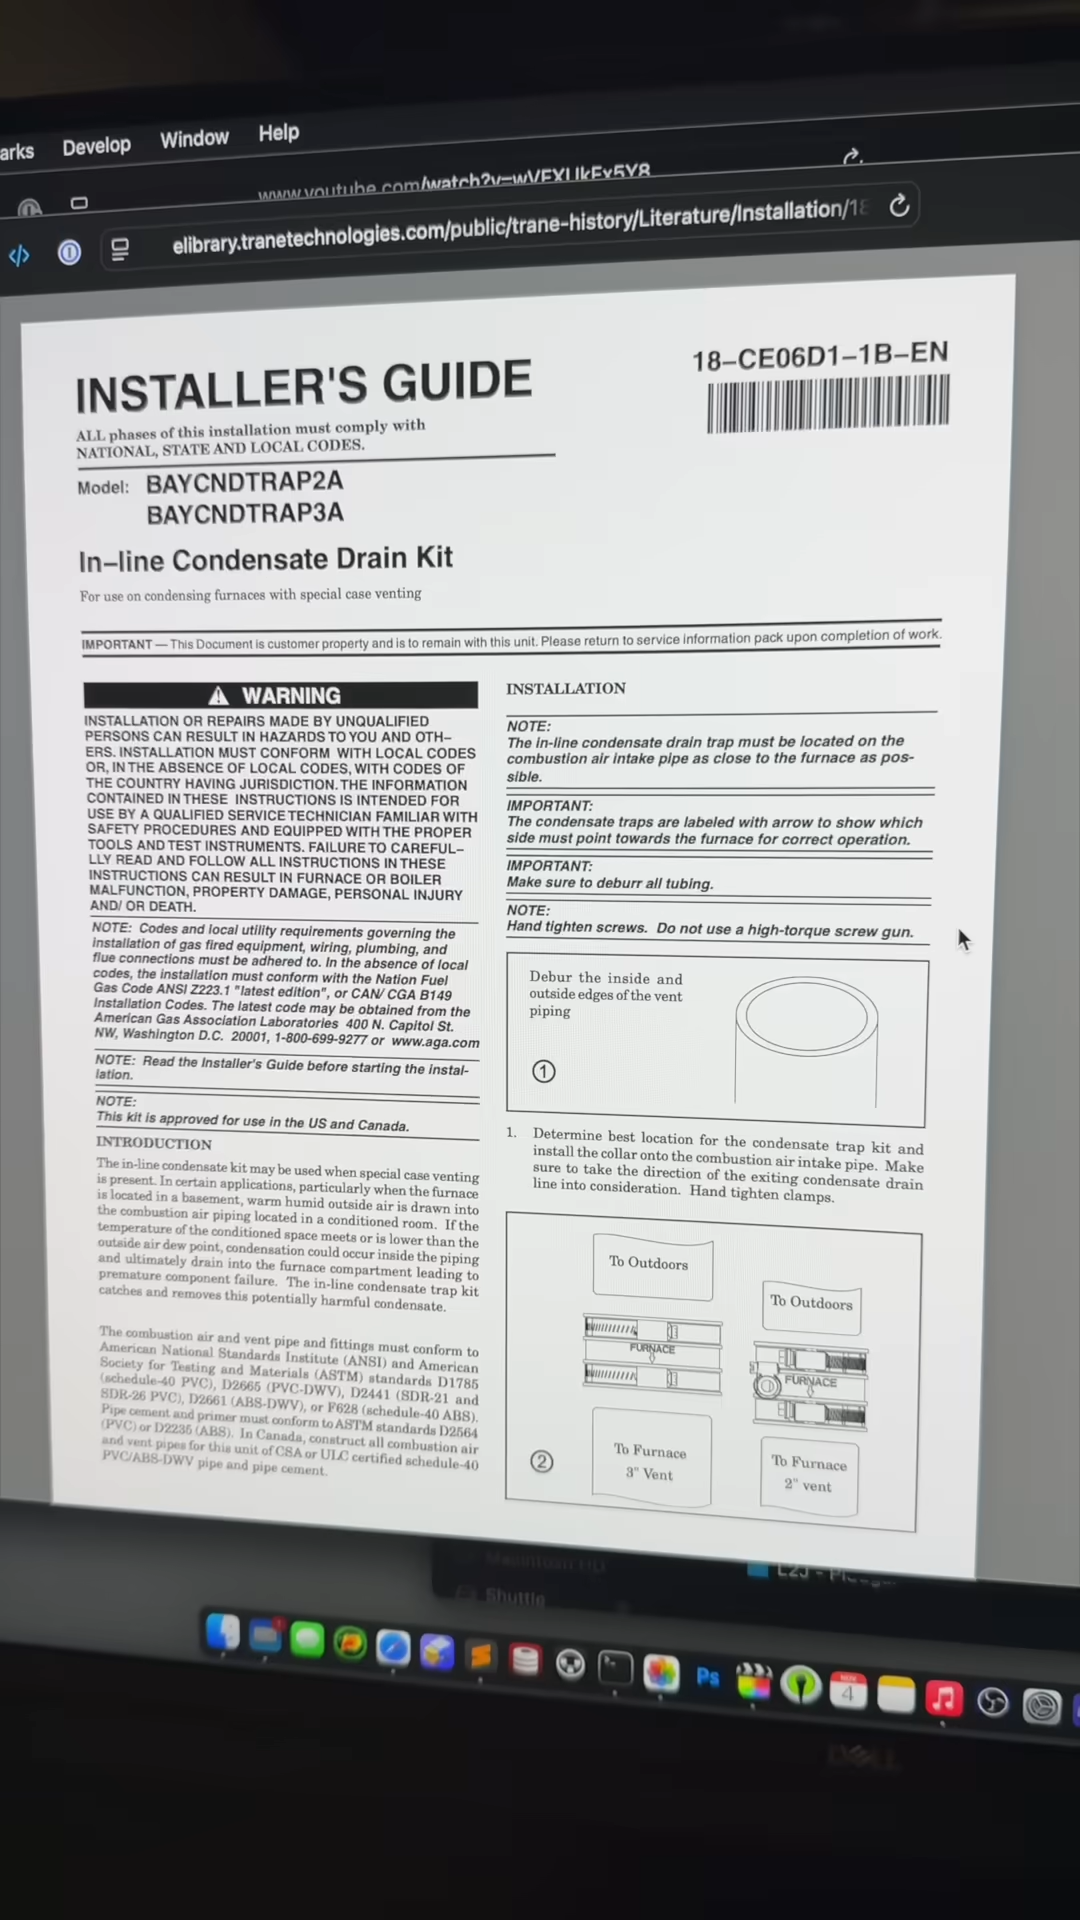 arks Develop Window Help
www.youtube.com/watch?v=wVFXUkFx5Y8
elibrary.tranetechnologies.com/public/trane-history/Literature/Installation/18
INSTALLER'S GUIDE
18-CE06D1-1B-EN
ALL phases of this installation must comply with
NATIONAL, STATE AND LOCAL CODES.
Model: BAYCNDTRAP2A
BAYCNDTRAP3A
In-line Condensate Drain Kit
For use on condensing furnaces with special case venting
IMPORTANT — This Document is customer property and is to remain with this unit. Please return to service information pack upon completion of work.
WARNING
INSTALLATION OR REPAIRS MADE BY UNQUALIFIED
PERSONS CAN RESULT IN HAZARDS TO YOU AND OTH-
ERS. INSTALLATION MUST CONFORM WITH LOCAL CODES
OR, IN THE ABSENCE OF LOCAL CODES, WITH CODES OF
THE COUNTRY HAVING JURISDICTION. THE INFORMATION
CONTAINED IN THESE INSTRUCTIONS IS INTENDED FOR
USE BY A QUALIFIED SERVICE TECHNICIAN FAMILIAR WITH
SAFETY PROCEDURES AND EQUIPPED WITH THE PROPER
TOOLS AND TEST INSTRUMENTS. FAILURE TO CAREFUL-
LLY READ AND FOLLOW ALL INSTRUCTIONS IN THESE
INSTRUCTIONS CAN RESULT IN FURNACE OR BOILER
MALFUNCTION, PROPERTY DAMAGE, PERSONAL INJURY
AND/ OR DEATH.
NOTE: Codes and local utility requirements governing the
installation of gas fired equipment, wiring, plumbing, and
flue connections must be adhered to. In the absence of local
codes, the installation must conform with the Nation Fuel
Gas Code ANSI Z223.1 "latest edition", or CAN/ CGA B149
Installation Codes. The latest code may be obtained from the
American Gas Association Laboratories 400 N. Capitol St.
NW, Washington D.C. 20001, 1-800-699-9277 or www.aga.com
NOTE: Read the Installer's Guide before starting the instal-
lation.
NOTE:
This kit is approved for use in the US and Canada.
INTRODUCTION
The in-line condensate kit may be used when special case venting
is present. In certain applications, particularly when the furnace
is located in a basement, warm humid outside air is drawn into
the combustion air piping located in a conditioned room. If the
temperature of the conditioned space meets or is lower than the
outside air dew point, condensation could occur inside the piping
and ultimately drain into the furnace compartment leading to
premature component failure. The in-line condensate trap kit
catches and removes this potentially harmful condensate.
The combustion air and vent pipe and fittings must conform to
American National Standards Institute (ANSI) and American
Society for Testing and Materials (ASTM) standards D1785
(schedule-40 PVC), D2665 (PVC-DWV), D2441 (SDR-21 and
SDR-26 PVC), D2661 (ABS-DWV), or F628 (schedule-40 ABS).
Pipe cement and primer must conform to ASTM standards D2564
(PVC) or D2235 (ABS). In Canada, construct all combustion air
and vent pipes for this unit of CSA or ULC certified schedule-40
PVC/ABS-DWV pipe and pipe cement.
INSTALLATION
NOTE:
The in-line condensate drain trap must be located on the
combustion air intake pipe as close to the furnace as pos-
sible.
IMPORTANT:
The condensate traps are labeled with arrow to show which
side must point towards the furnace for correct operation.
IMPORTANT:
Make sure to deburr all tubing.
NOTE:
Hand tighten screws. Do not use a high-torque screw gun.
Debur the inside and
outside edges of the vent
piping
1
1. Determine best location for the condensate trap kit and
install the collar onto the combustion air intake pipe. Make
sure to take the direction of the exiting condensate drain
line into consideration. Hand tighten clamps.
To Outdoors
FURNACE
To Furnace
3" Vent
To Outdoors
FURNACE
To Furnace
2" vent
2
Macintosh HD
Shuttle
Ps
NOV
4
DELL